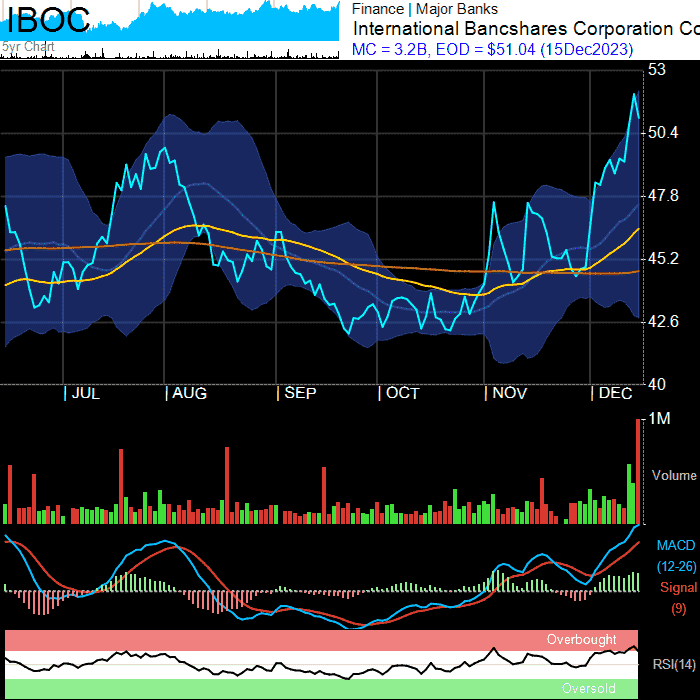 IBOC
5yr Chart
Finance | Major Banks
International Bancshares Corporation Co
MC = 3.2B, EOD = $51.04 (15Dec2023)
53
50.4
47.8
45.2
42.6
40
| JUL | AUG | SEP | OCT | NOV | DEC
1M
Volume
MACD
(12-26)
Signal
(9)
Overbought
RSI(14)
Oversold